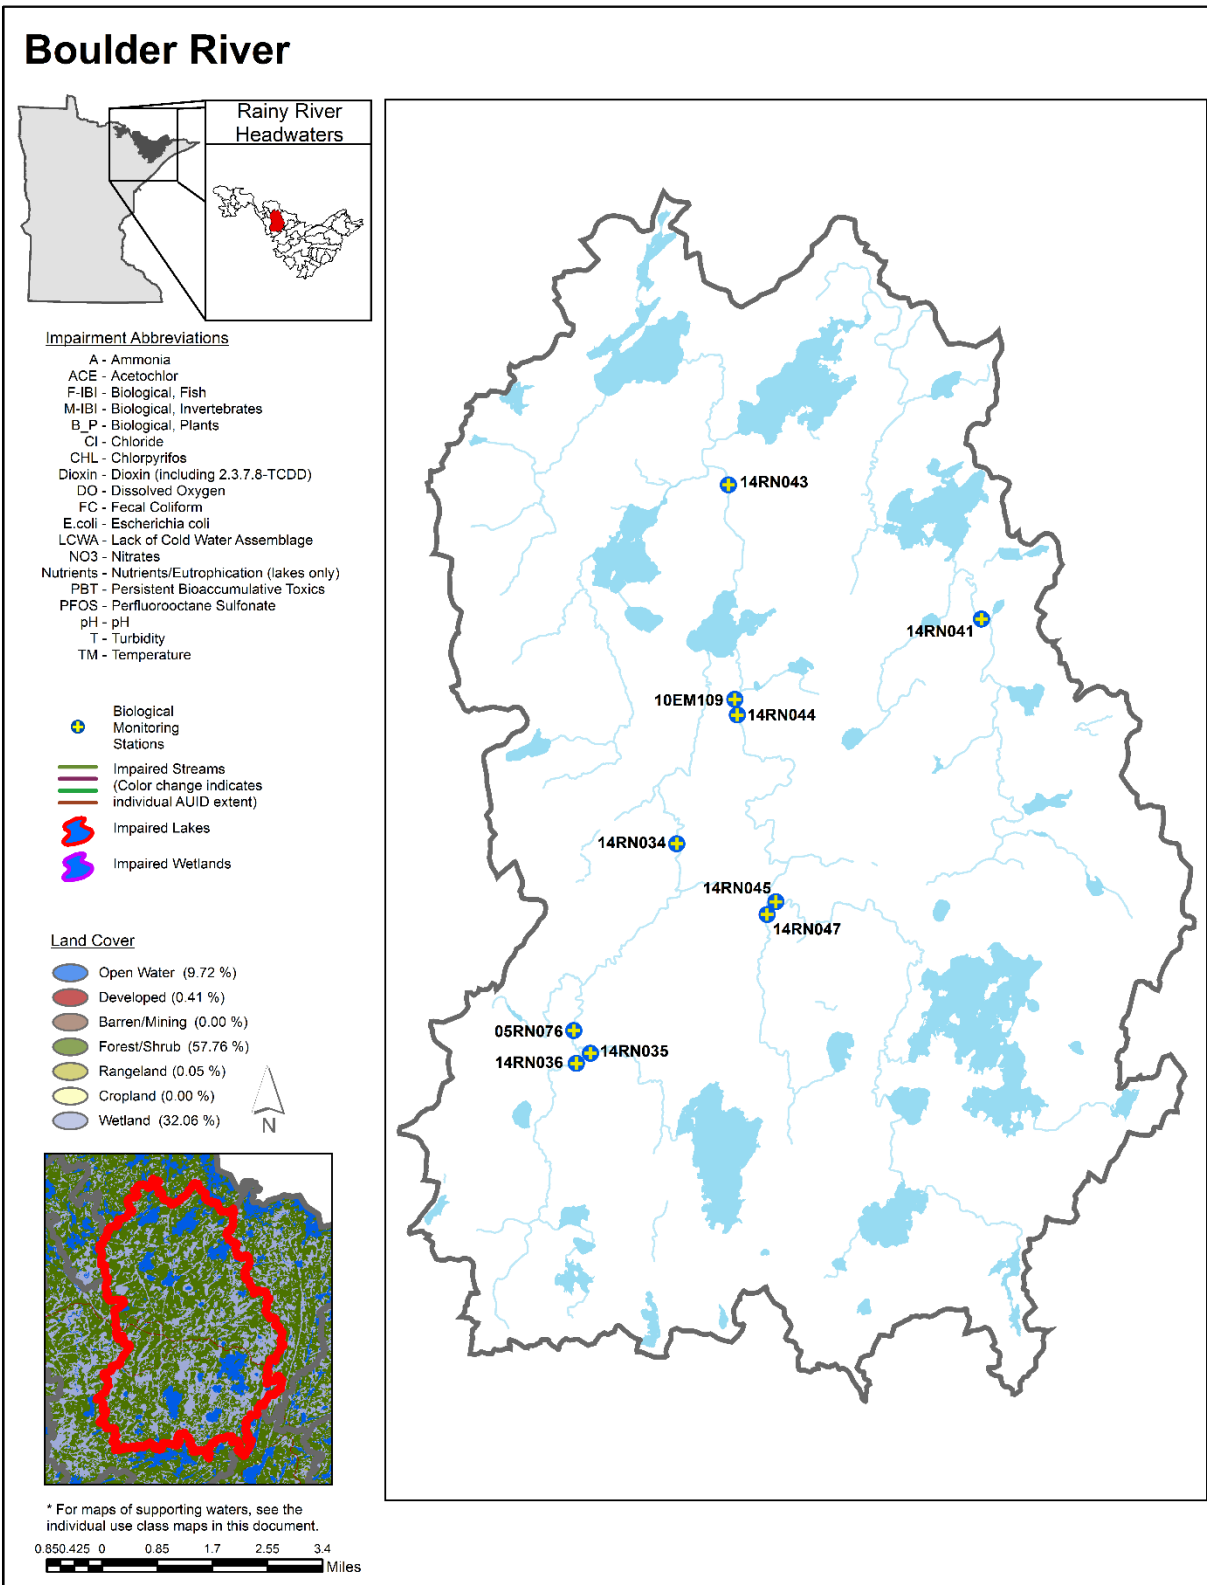 Boulder River
Rainy River
Headwaters
Impairment Abbreviations
A - Ammonia
ACE - Acetochlor
F-IBI - Biological, Fish
M-IBI - Biological, Invertebrates
B_P - Biological, Plants
Cl - Chloride
CHL - Chlorpyrifos
Dioxin - Dioxin (including 2.3.7.8-TCDD)
DO - Dissolved Oxygen
FC - Fecal Coliform
E.coli - Escherichia coli
LCWA - Lack of Cold Water Assemblage
NO3 - Nitrates
Nutrients - Nutrients/Eutrophication (lakes only)
PBT - Persistent Bioaccumulative Toxics
PFOS - Perfluorooctane Sulfonate
pH - pH
T - Turbidity
TM - Temperature
Biological
Monitoring
Stations
Impaired Streams
(Color change indicates
individual AUID extent)
Impaired Lakes
Impaired Wetlands
Land Cover
Open Water (9.72 %)
Developed (0.41 %)
Barren/Mining (0.00 %)
Forest/Shrub (57.76 %)
Rangeland (0.05 %)
Cropland (0.00 %)
Wetland (32.06 %)
N
* For maps of supporting waters, see the
individual use class maps in this document.
0.850.425 0 0.85 1.7 2.55 3.4
Miles
14RN043
14RN041
10EM109
14RN044
14RN034
14RN045
14RN047
05RN076
14RN035
14RN036